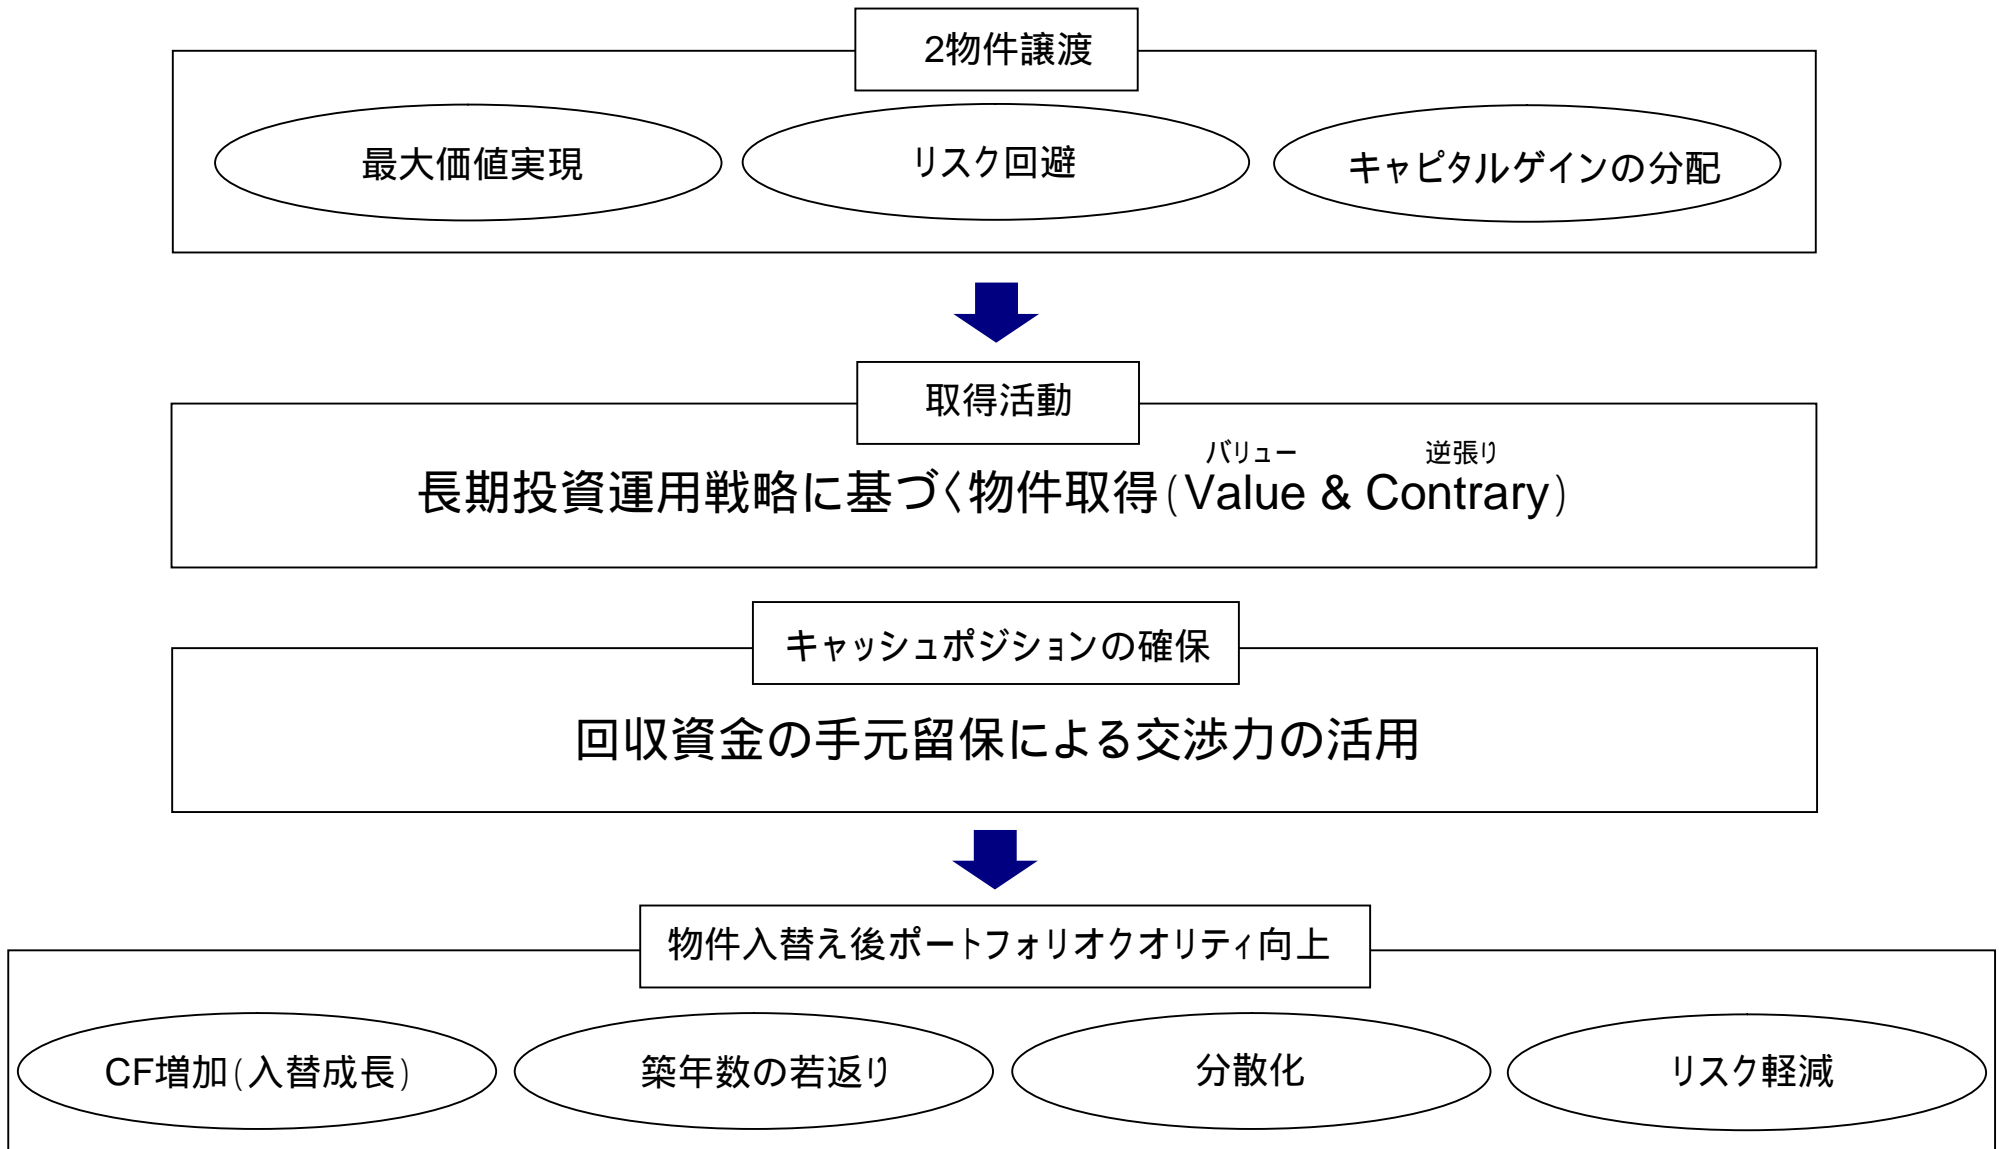 2物件譲渡
最大価値実現
リスク回避
キャピタルゲインの分配
取得活動
バリュー 逆張り
長期投資運用戦略に基づく物件取得(Value & Contrary)
キャッシュポジションの確保
回収資金の手元留保による交渉力の活用
物件入替え後ポートフォリオクオリティ向上
CF増加(入替成長)
築年数の若返り
分散化
リスク軽減